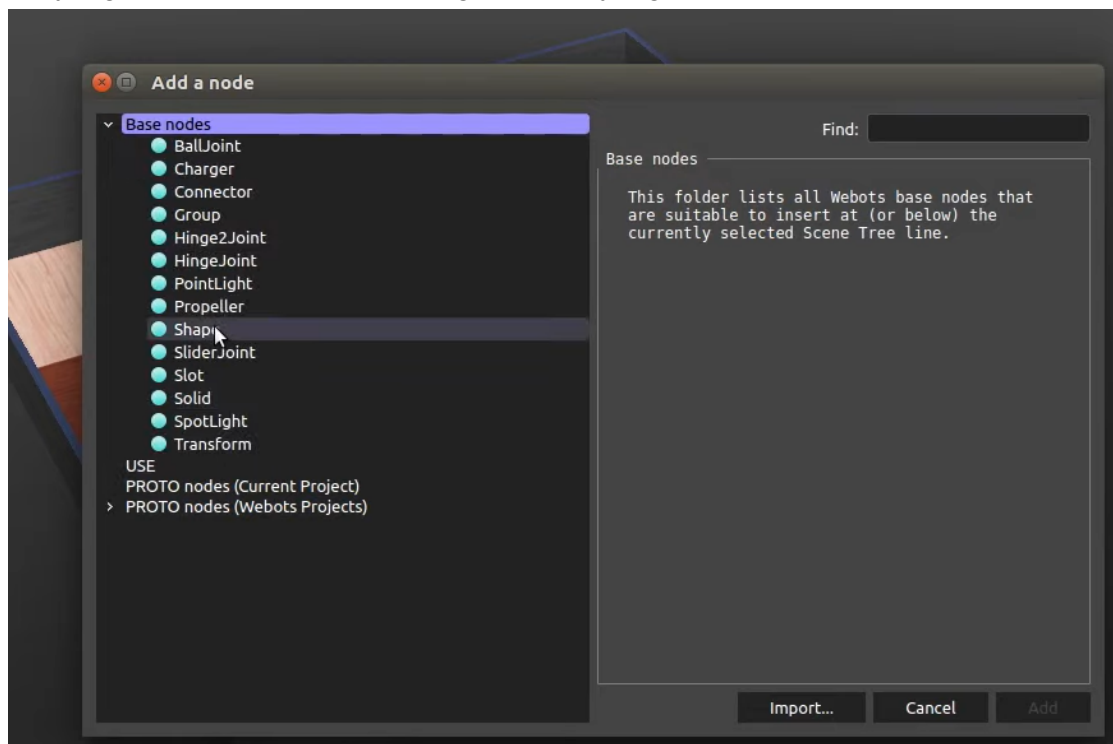 Add a node
Base nodes
BallJoint
Charger
Connector
Group
Hinge2Joint
HingeJoint
PointLight
Propeller
Shape
SliderJoint
Slot
Solid
SpotLight
Transform
USE
PROTO nodes (Current Project)
PROTO nodes (Webots Projects)
Find:
Base nodes
This folder lists all Webots base nodes that
are suitable to insert at (or below) the
currently selected Scene Tree line.
Import...
Cancel
Add